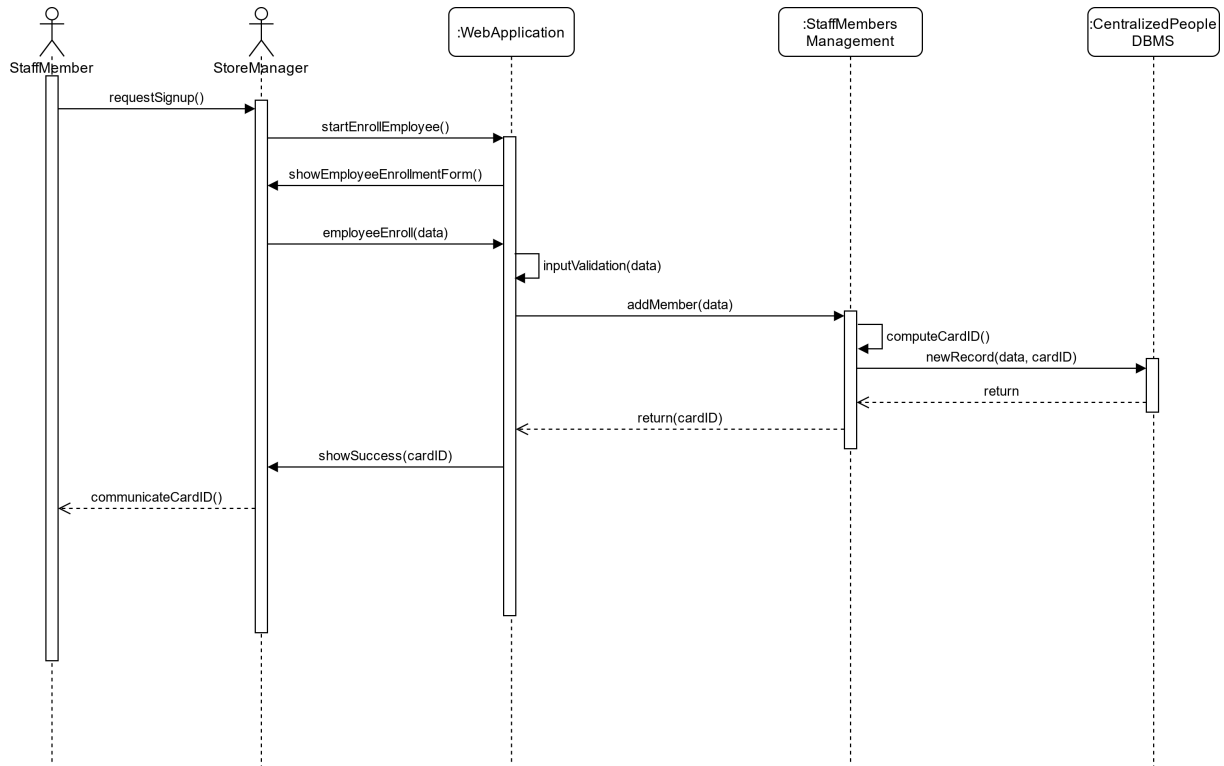 :WebApplication
:StaffMembers
Management
:CentralizedPeople
DBMS
StaffMember
StoreManager
requestSignup()
startEnrollEmployee()
showEmployeeEnrollmentForm()
employeeEnroll(data)
inputValidation(data)
addMember(data)
computeCardID()
newRecord(data, cardID)
return
return(cardID)
showSuccess(cardID)
communicateCardID()